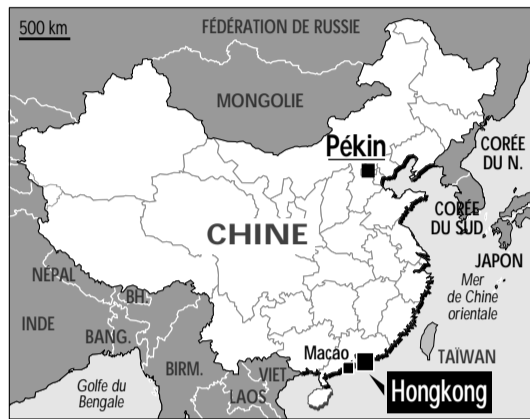 500 km
FÉDÉRATION DE RUSSIE
MONGOLIE
Pékin
CORÉE
DU N.
CHINE
CORÉE
DU SUD
JAPON
NÉPAL
BH.
Mer
de Chine
orientale
INDE
BANG.
Macao
TAÏWAN
BIRM.
VIET.
Golfe du
Bengale
LAOS
Hongkong